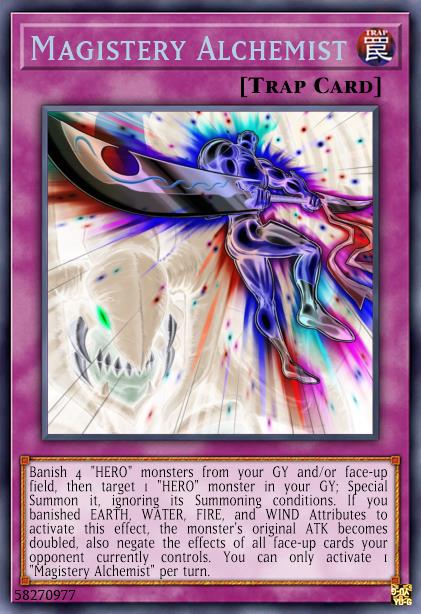 Magistery Alchemist
TRAP
罠
[Trap Card]
Banish 4 "HERO" monsters from your GY and/or face-up
field, then target 1 "HERO" monster in your GY; Special
Summon it, ignoring its Summoning conditions. If you
banished EARTH, WATER, FIRE, and WIND Attributes to
activate this effect, the monster's original ATK becomes
doubled, also negate the effects of all face-up cards your
opponent currently controls. You can only activate 1
"Magistery Alchemist" per turn.
58270977